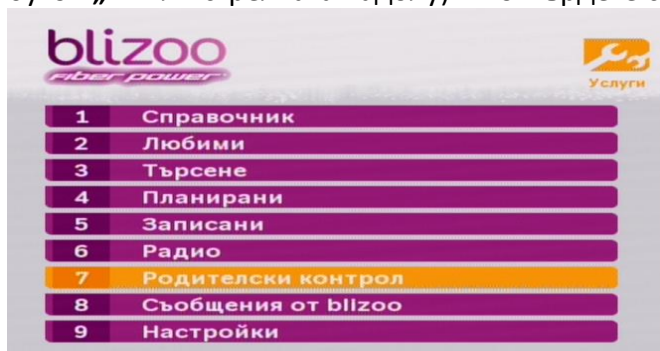 blizoo
Fiber power
Услуги
1 Справочник
2 Любими
3 Търсене
4 Планирани
5 Записани
6 Радио
7 Родителски контрол
8 Съобщения от blizoo
9 Настройки